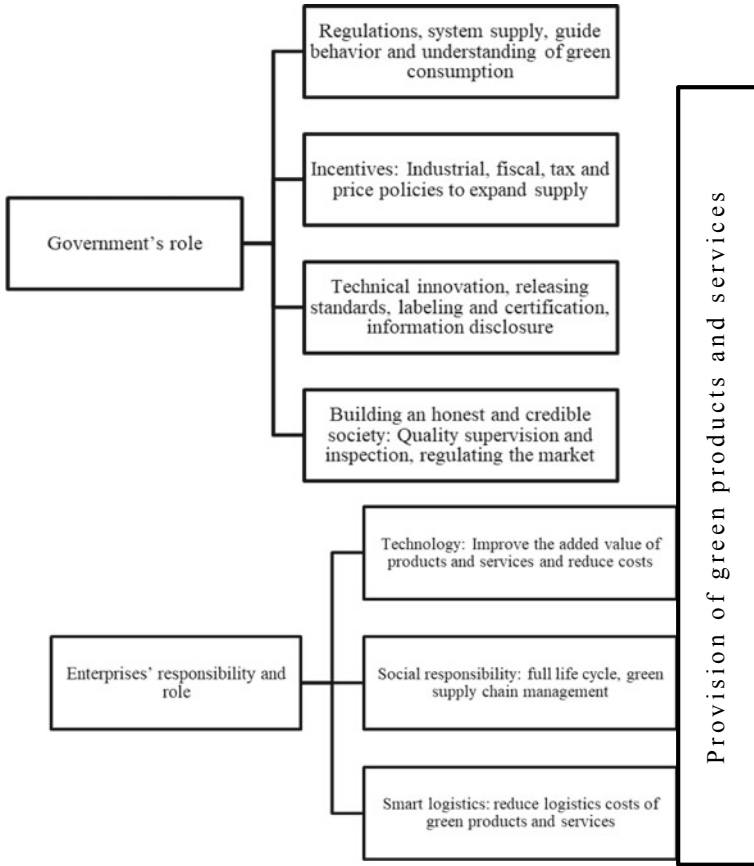 Regulations, system supply, guide
behavior and understanding of green
consumption
Incentives: Industrial, fiscal, tax and
price policies to expand supply
Government's role
Technical innovation, releasing
standards, labeling and certification,
information disclosure
Building an honest and credible
society: Quality supervision and
inspection, regulating the market
Technology: Improve the added value of
products and services and reduce costs
Enterprises' responsibility and
role
Social responsibility: full life cycle, green
supply chain management
Smart logistics: reduce logistics costs of
green products and services
Provision of green products and services